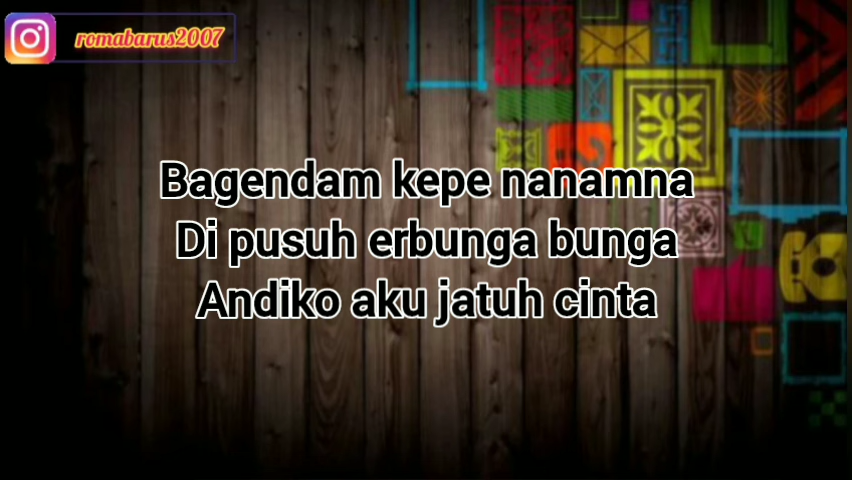 romabarus2007
Bagendam kepe nanamna
Di pusuh erbunga bunga
Andiko aku jatuh cinta